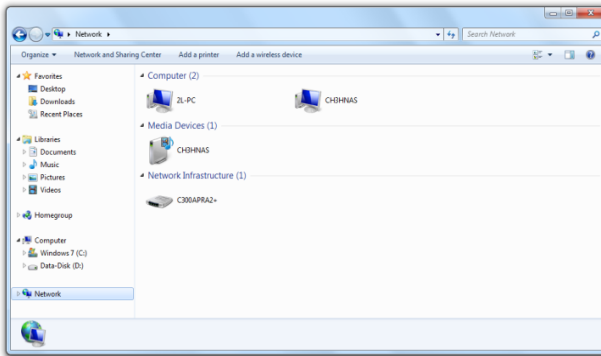 Network
Search Network
Organize
Network and Sharing Center
Add a printer
Add a wireless device
Favorites
Desktop
Downloads
Recent Places
Libraries
Documents
Music
Pictures
Videos
Homegroup
Computer
Windows 7 (C:)
Data-Disk (D:)
Network
Computer (2)
2L-PC
CH3HNAS
Media Devices (1)
CH3HNAS
Network Infrastructure (1)
C300APRA2+